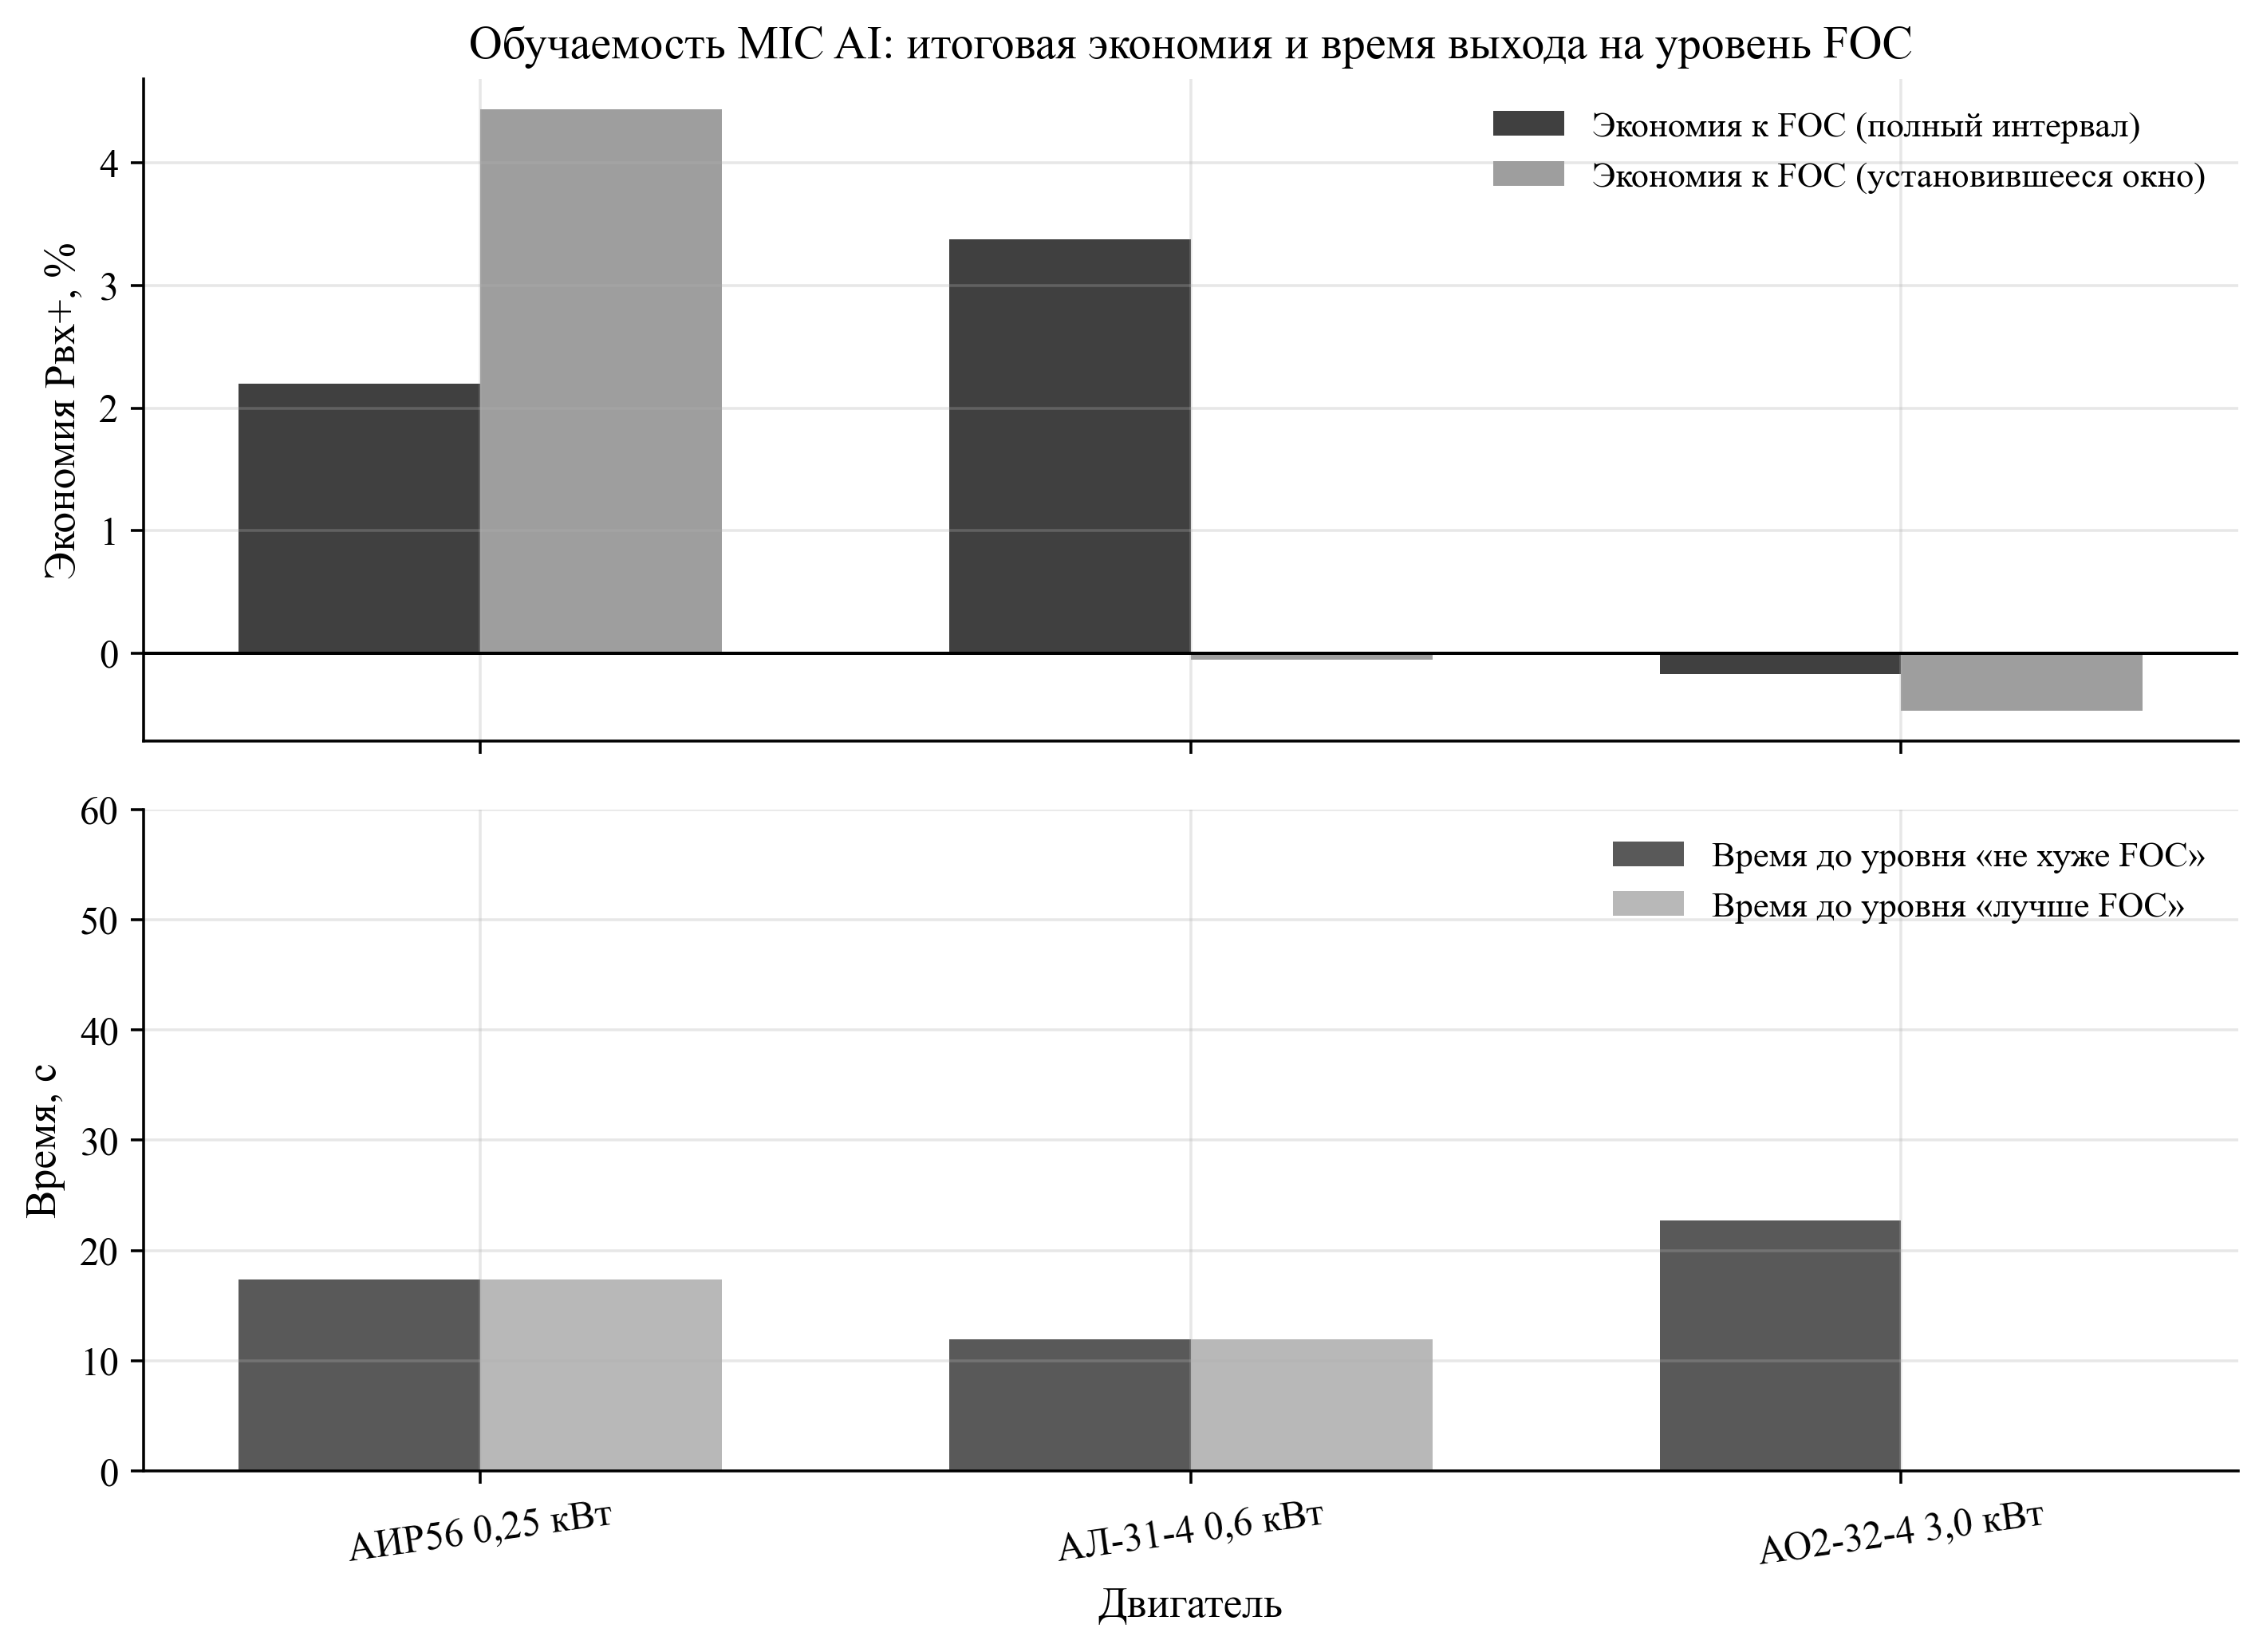 Обучаемость MIC AI: итоговая экономия и время выхода на уровень FOC
Экономия Pвх+, %
4
3
2
1
0
Экономия к FOC (полный интервал)
Экономия к FOC (установившееся окно)
Время, с
60
50
40
30
20
10
0
Время до уровня «не хуже FOC»
Время до уровня «лучше FOC»
АИР56 0,25 кВт
АЛ-31-4 0,6 кВт
АО2-32-4 3,0 кВт
Двигатель